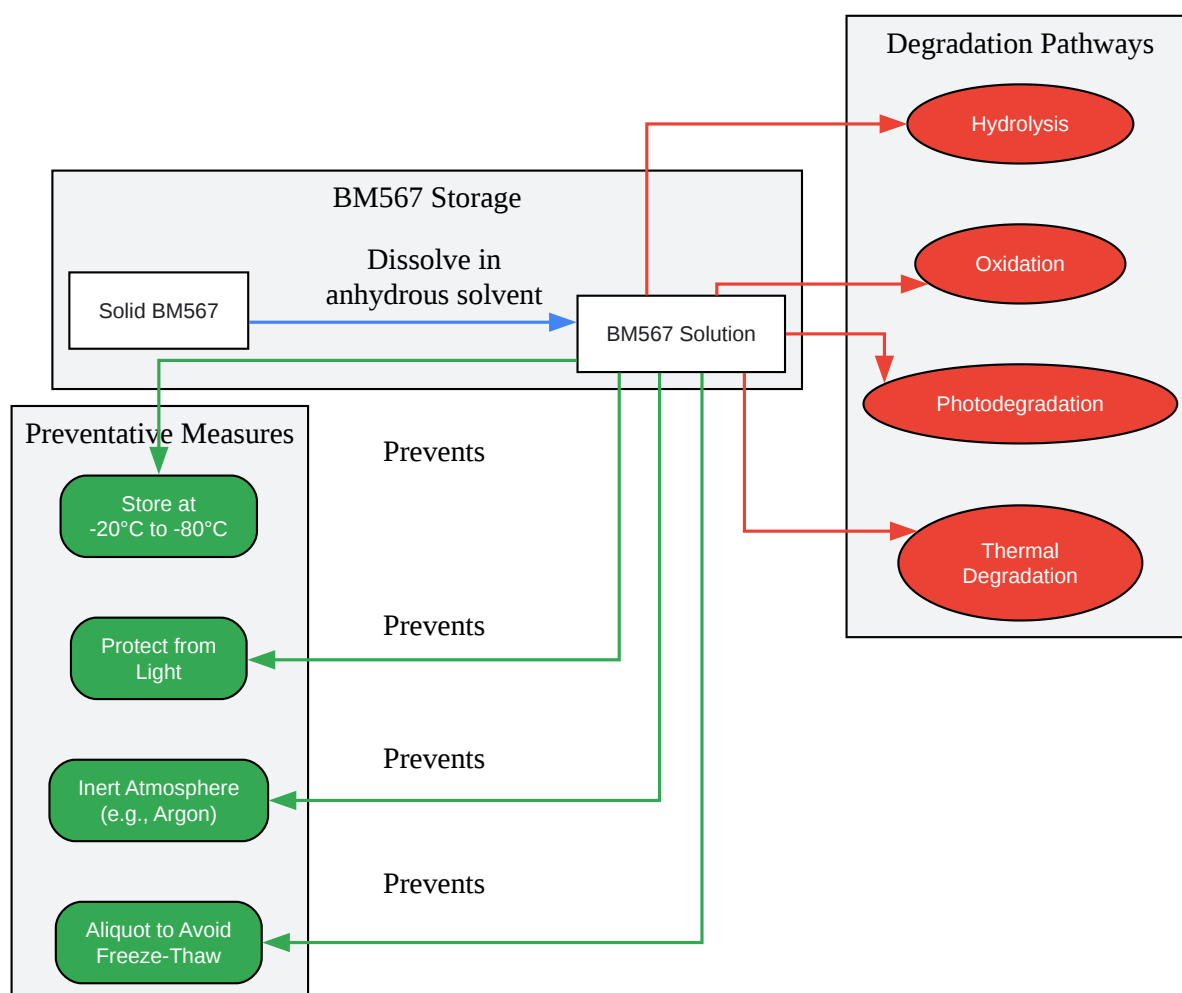 Degradation Pathways
Hydrolysis
BM567 Storage
Dissolve in
anhydrous solvent
Oxidation
Solid BM567
BM567 Solution
Photodegradation
Preventative Measures
Prevents
Store at
-20°C to -80°C
Thermal
Degradation
Prevents
Protect from
Light
Prevents
Inert Atmosphere
(e.g., Argon)
Prevents
Aliquot to Avoid
Freeze-Thaw